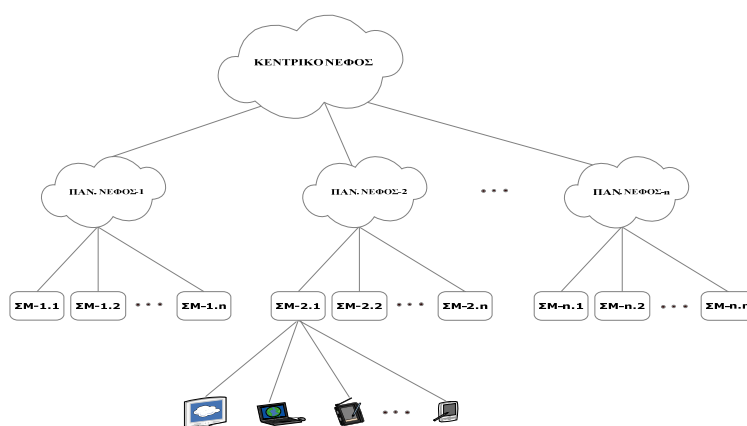 ΚΕΝΤΡΙΚΟ ΝΕΦΟΣ
ΠΑΝ. ΝΕΦΟΣ-1
ΠΑΝ. ΝΕΦΟΣ-2
• • •
ΠΑΝ. ΝΕΦΟΣ-n
ΣΜ-1.1
ΣΜ-1.2
• • •
ΣΜ-1.n
ΣΜ-2.1
ΣΜ-2.2
• • •
ΣΜ-2.n
ΣΜ-n.1
ΣΜ-n.2
• • •
ΣΜ-n.n
• • •